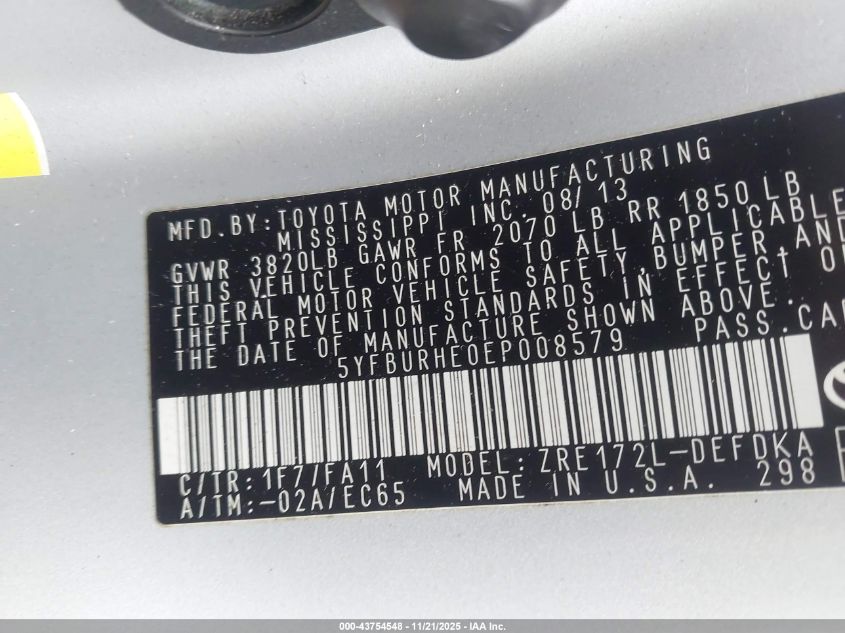 MFD.BY:TOYOTA MOTOR MANUFACTURING
MISSISSIPPI INC. 08/13
GVWR 3820LB GAWR FR 2070 LB RR 1850 LB
THIS VEHICLE CONFORMS TO ALL APPLICABLE
FEDERAL MOTOR VEHICLE SAFETY,BUMPER,AND
THEFT PREVENTION STANDARDS IN EFFECT
THE DATE OF MANUFACTURE SHOWN ABOVE.
5YFBURHE0EP008579 PASS.CAR
C/TR:1F7/FA11 MODEL:ZRE172L-DEFDKA
A/TM:-02A/EC65 MADE IN U.S.A. 298
000-43754548 - 11/21/2025 - IAA Inc.